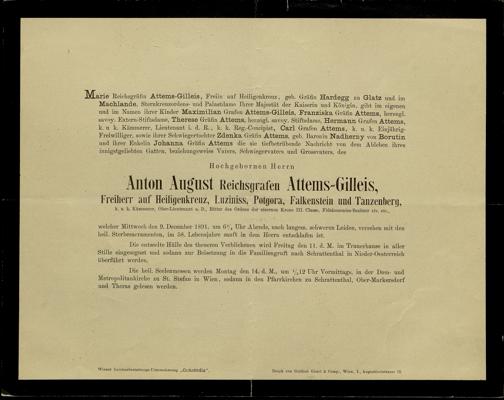 Marie Reichsgräfin Attems-Gilleis, Freiin auf Heiligenkreuz, geb. Gräfin Hardegg zu Glatz und im
Machlande, Sternkreuzordens- und Palastdame Ihrer Majestät der Kaiserin und Königin, gibt im eigenen
und im Namen ihrer Kinder Maximilian Grafen Attems-Gilleis, Franziska Gräfin Attems, herzogl.
savoy. Extern-Stiftsdame, Therese Gräfin Attems, herzogl. savoy. Stiftsdame, Hermann Grafen Attems,
k. u. k. Kämmerer, Lieutenant i. d. R., k. k. Reg.-Concipist, Carl Grafen Attems, k. u. k. Einjährig-
Freiwilliger, sowie ihrer Schwiegertochter Zdenka Gräfin Attems, geb. Baronin Nadherny von Borutin
und ihrer Enkelin Johanna Gräfin Attems die sie tiefbetrübende Nachricht von dem Ableben ihres
innigstgeliebten Gatten, beziehungsweise Vaters, Schwiegervaters und Grossvaters, des
Hochgebornen Herrn
Anton August Reichsgrafen Attems-Gilleis,
Freiherr auf Heiligenkreuz, Luziniss, Potgora, Falkenstein und Tanzenberg,
k. u. k. Kämmerer, Ober-Lieutenant a. D., Ritter des Ordens der eisernen Krone III. Classe, Fideicommiss-Besitzer etc. etc.,
welcher Mittwoch den 9. December 1891, um 6 Uhr Abends, nach langem, schweren Leiden, versehen mit den
heil. Sterbesacramenten, im 58. Lebensjahre sanft in dem Herrn entschlafen ist.
Die entseelte Hülle des theueren Verblichenen wird Freitag den 11. d. M. im Trauerhause in aller
Stille eingesegnet und sodann zur Beisetzung in die Familiengruft nach Schrattenthal in Nieder-Oesterreich
überführt werden.
Die heil. Seelenmessen werden Montag den 14. d. M., um 1/212 Uhr Vormittags, in der Dom- und
Metropolitankirche zu St. Stefan in Wien, sodann in den Pfarrkirchen zu Schrattenthal, Ober-Markersdorf
und Therna gelesen werden.
Wiener Leichenbestattungs-Unternehmung „Concordia“.
Druck von Gottlieb Gistel & Comp., Wien, I., Augustinerstrasse 12